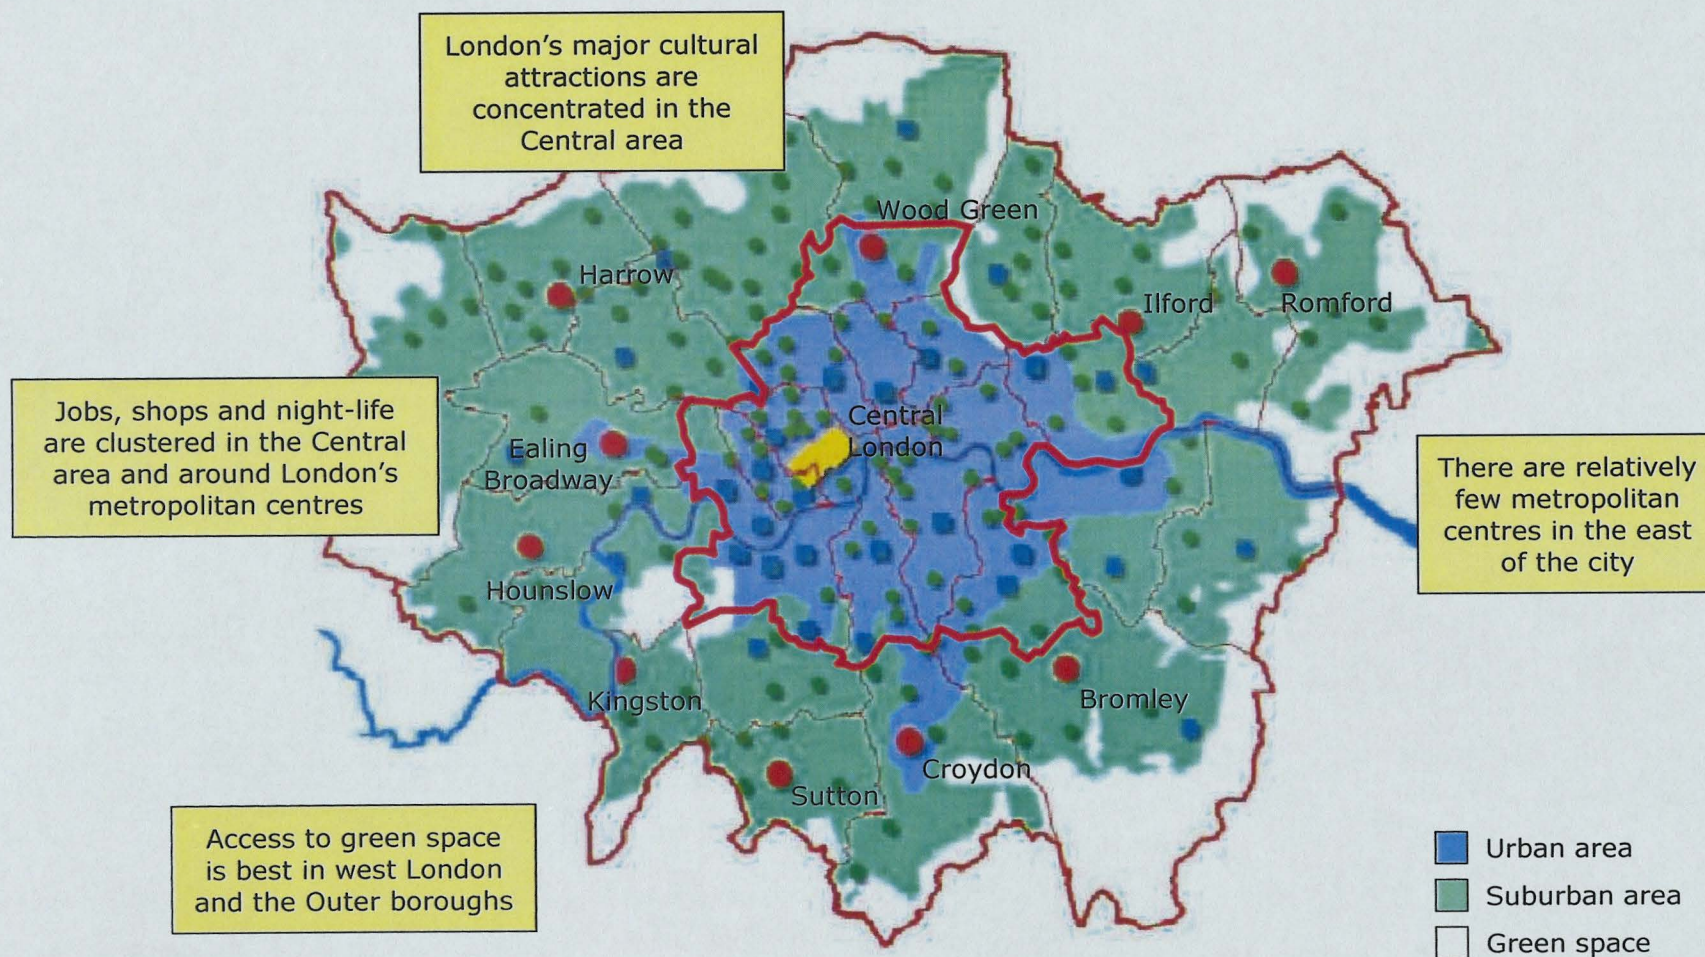 London's major cultural
attractions are
concentrated in the
Central area
Wood Green
Harrow
Ilford
Romford
Jobs, shops and night-life
are clustered in the Central
area and around London's
metropolitan centres
Central
London
Ealing
Broadway
There are relatively
few metropolitan
centres in the east
of the city
Hounslow
Kingston
Bromley
Croydon
Sutton
Access to green space
is best in west London
and the Outer boroughs
Urban area
Suburban area
Green space